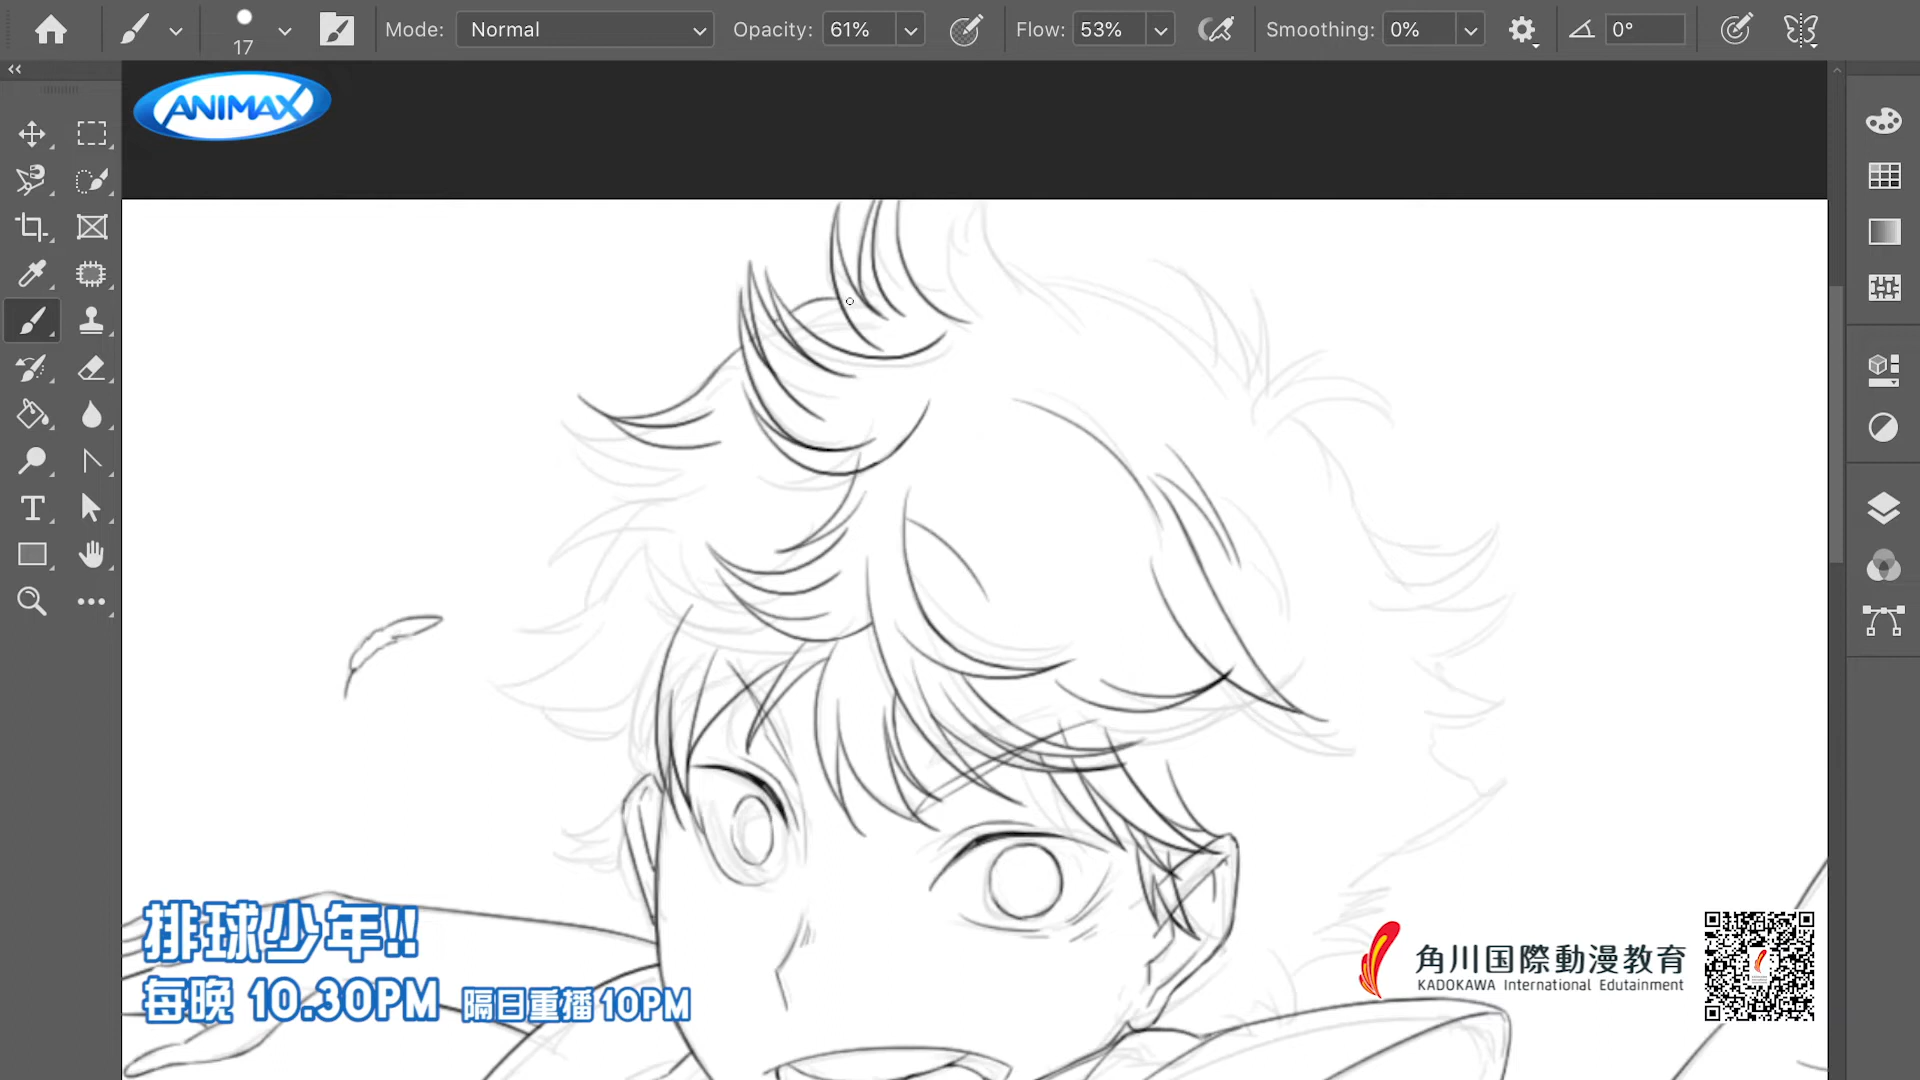 17
Mode: Normal
Opacity: 61%
Flow: 53%
Smoothing: 0%
0°
ANIMAX
排球少年!!
每晚 10.30PM 隔日重播 10PM
角川国際動漫教育
KADOKAWA International Edutainment